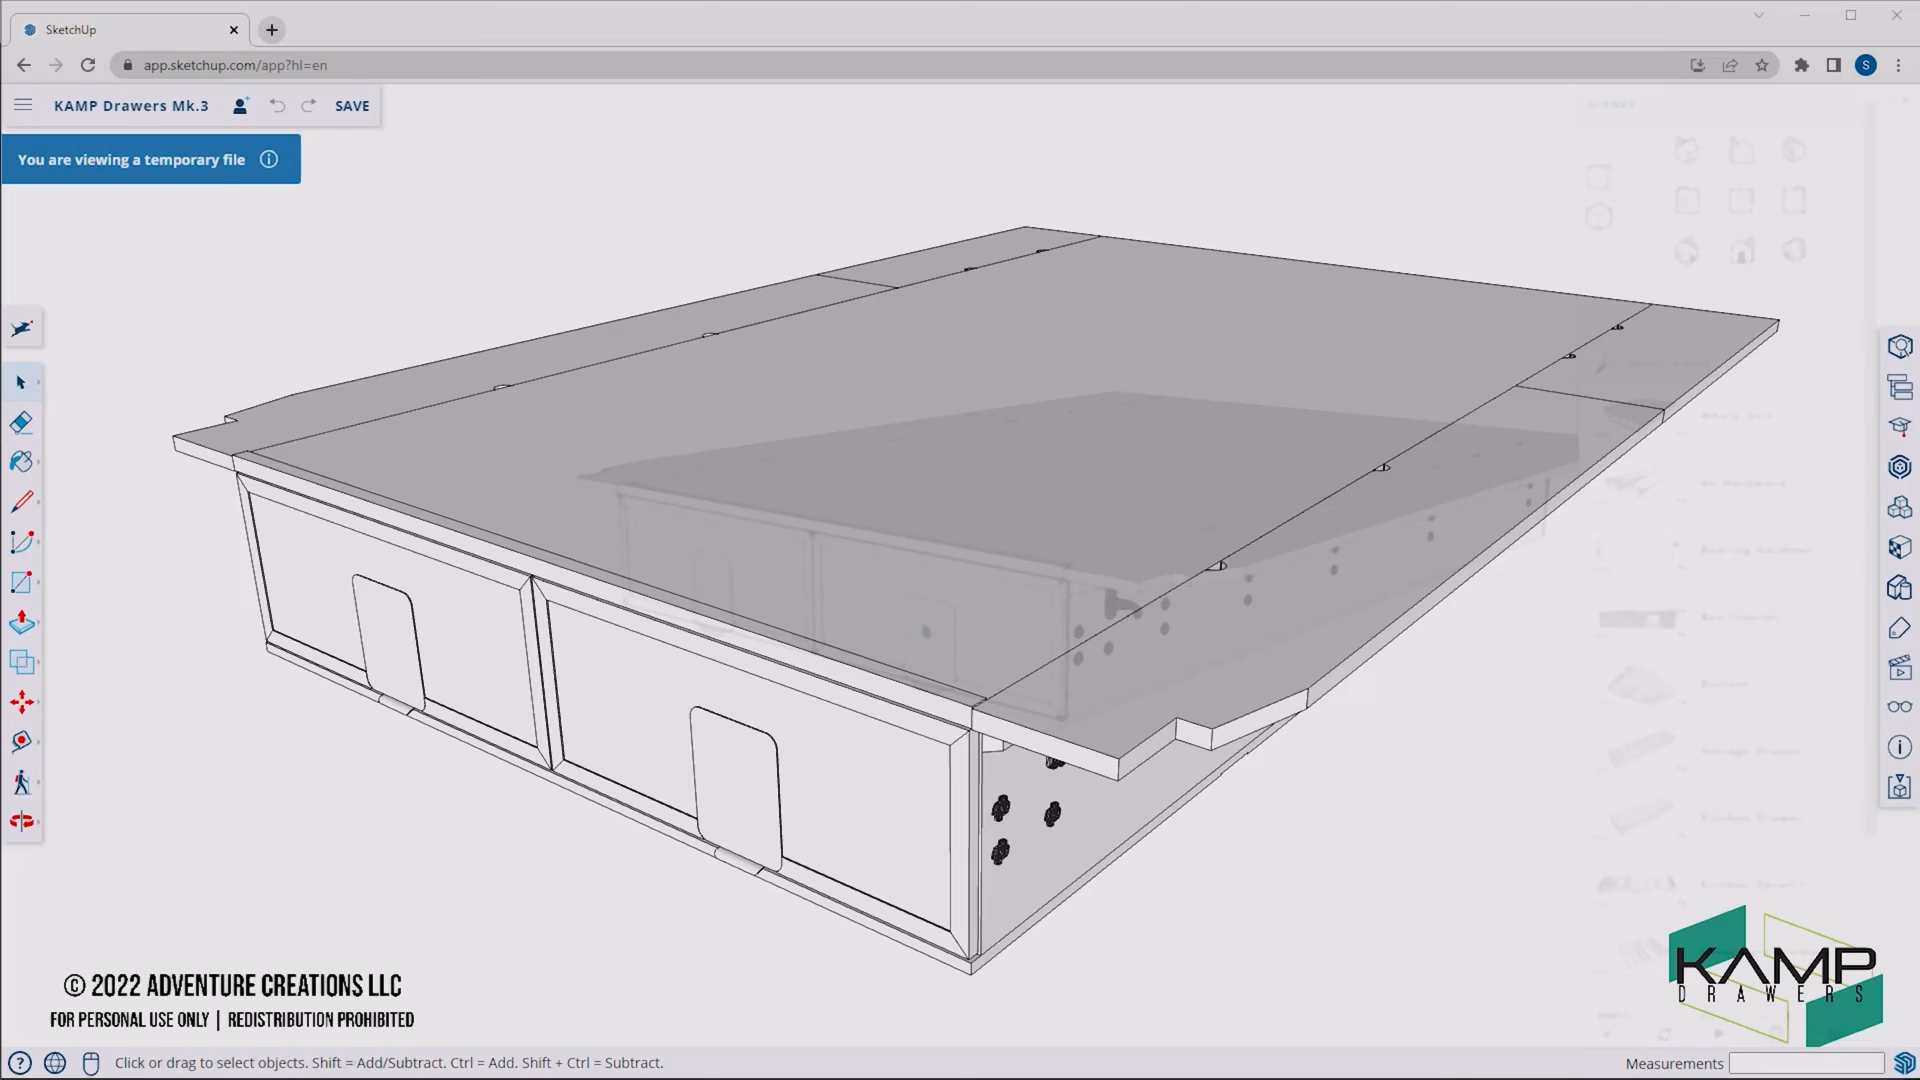 SketchUp
app.sketchup.com/app?hl=en
KAMP Drawers Mk.3
SAVE
You are viewing a temporary file
© 2022 ADVENTURE CREATIONS LLC
FOR PERSONAL USE ONLY | REDISTRIBUTION PROHIBITED
KAMP
DRAWERS
Click or drag to select objects. Shift = Add/Subtract. Ctrl = Add. Shift + Ctrl = Subtract.
Measurements
S